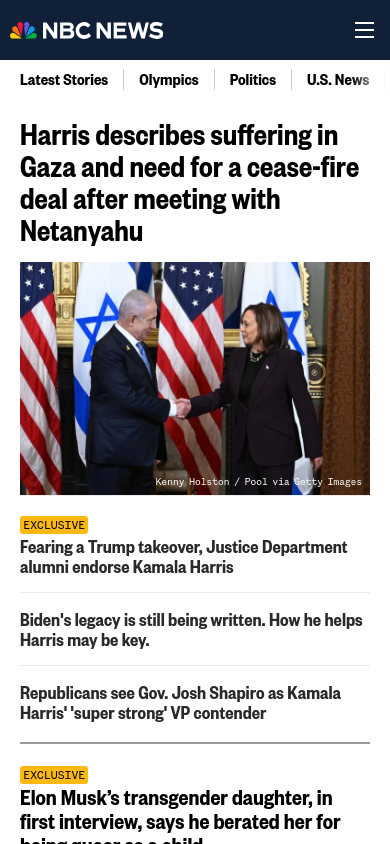 NBC NEWS
Latest Stories
Olympics
Politics
U.S. News
Harris describes suffering in
Gaza and need for a cease-fire
deal after meeting with
Netanyahu
Kenny Holston / Pool via Getty Images
EXCLUSIVE
Fearing a Trump takeover, Justice Department
alumni endorse Kamala Harris
Biden's legacy is still being written. How he helps
Harris may be key.
Republicans see Gov. Josh Shapiro as Kamala
Harris' 'super strong' VP contender
EXCLUSIVE
Elon Musk’s transgender daughter, in
first interview, says he berated her for
being queer as a child